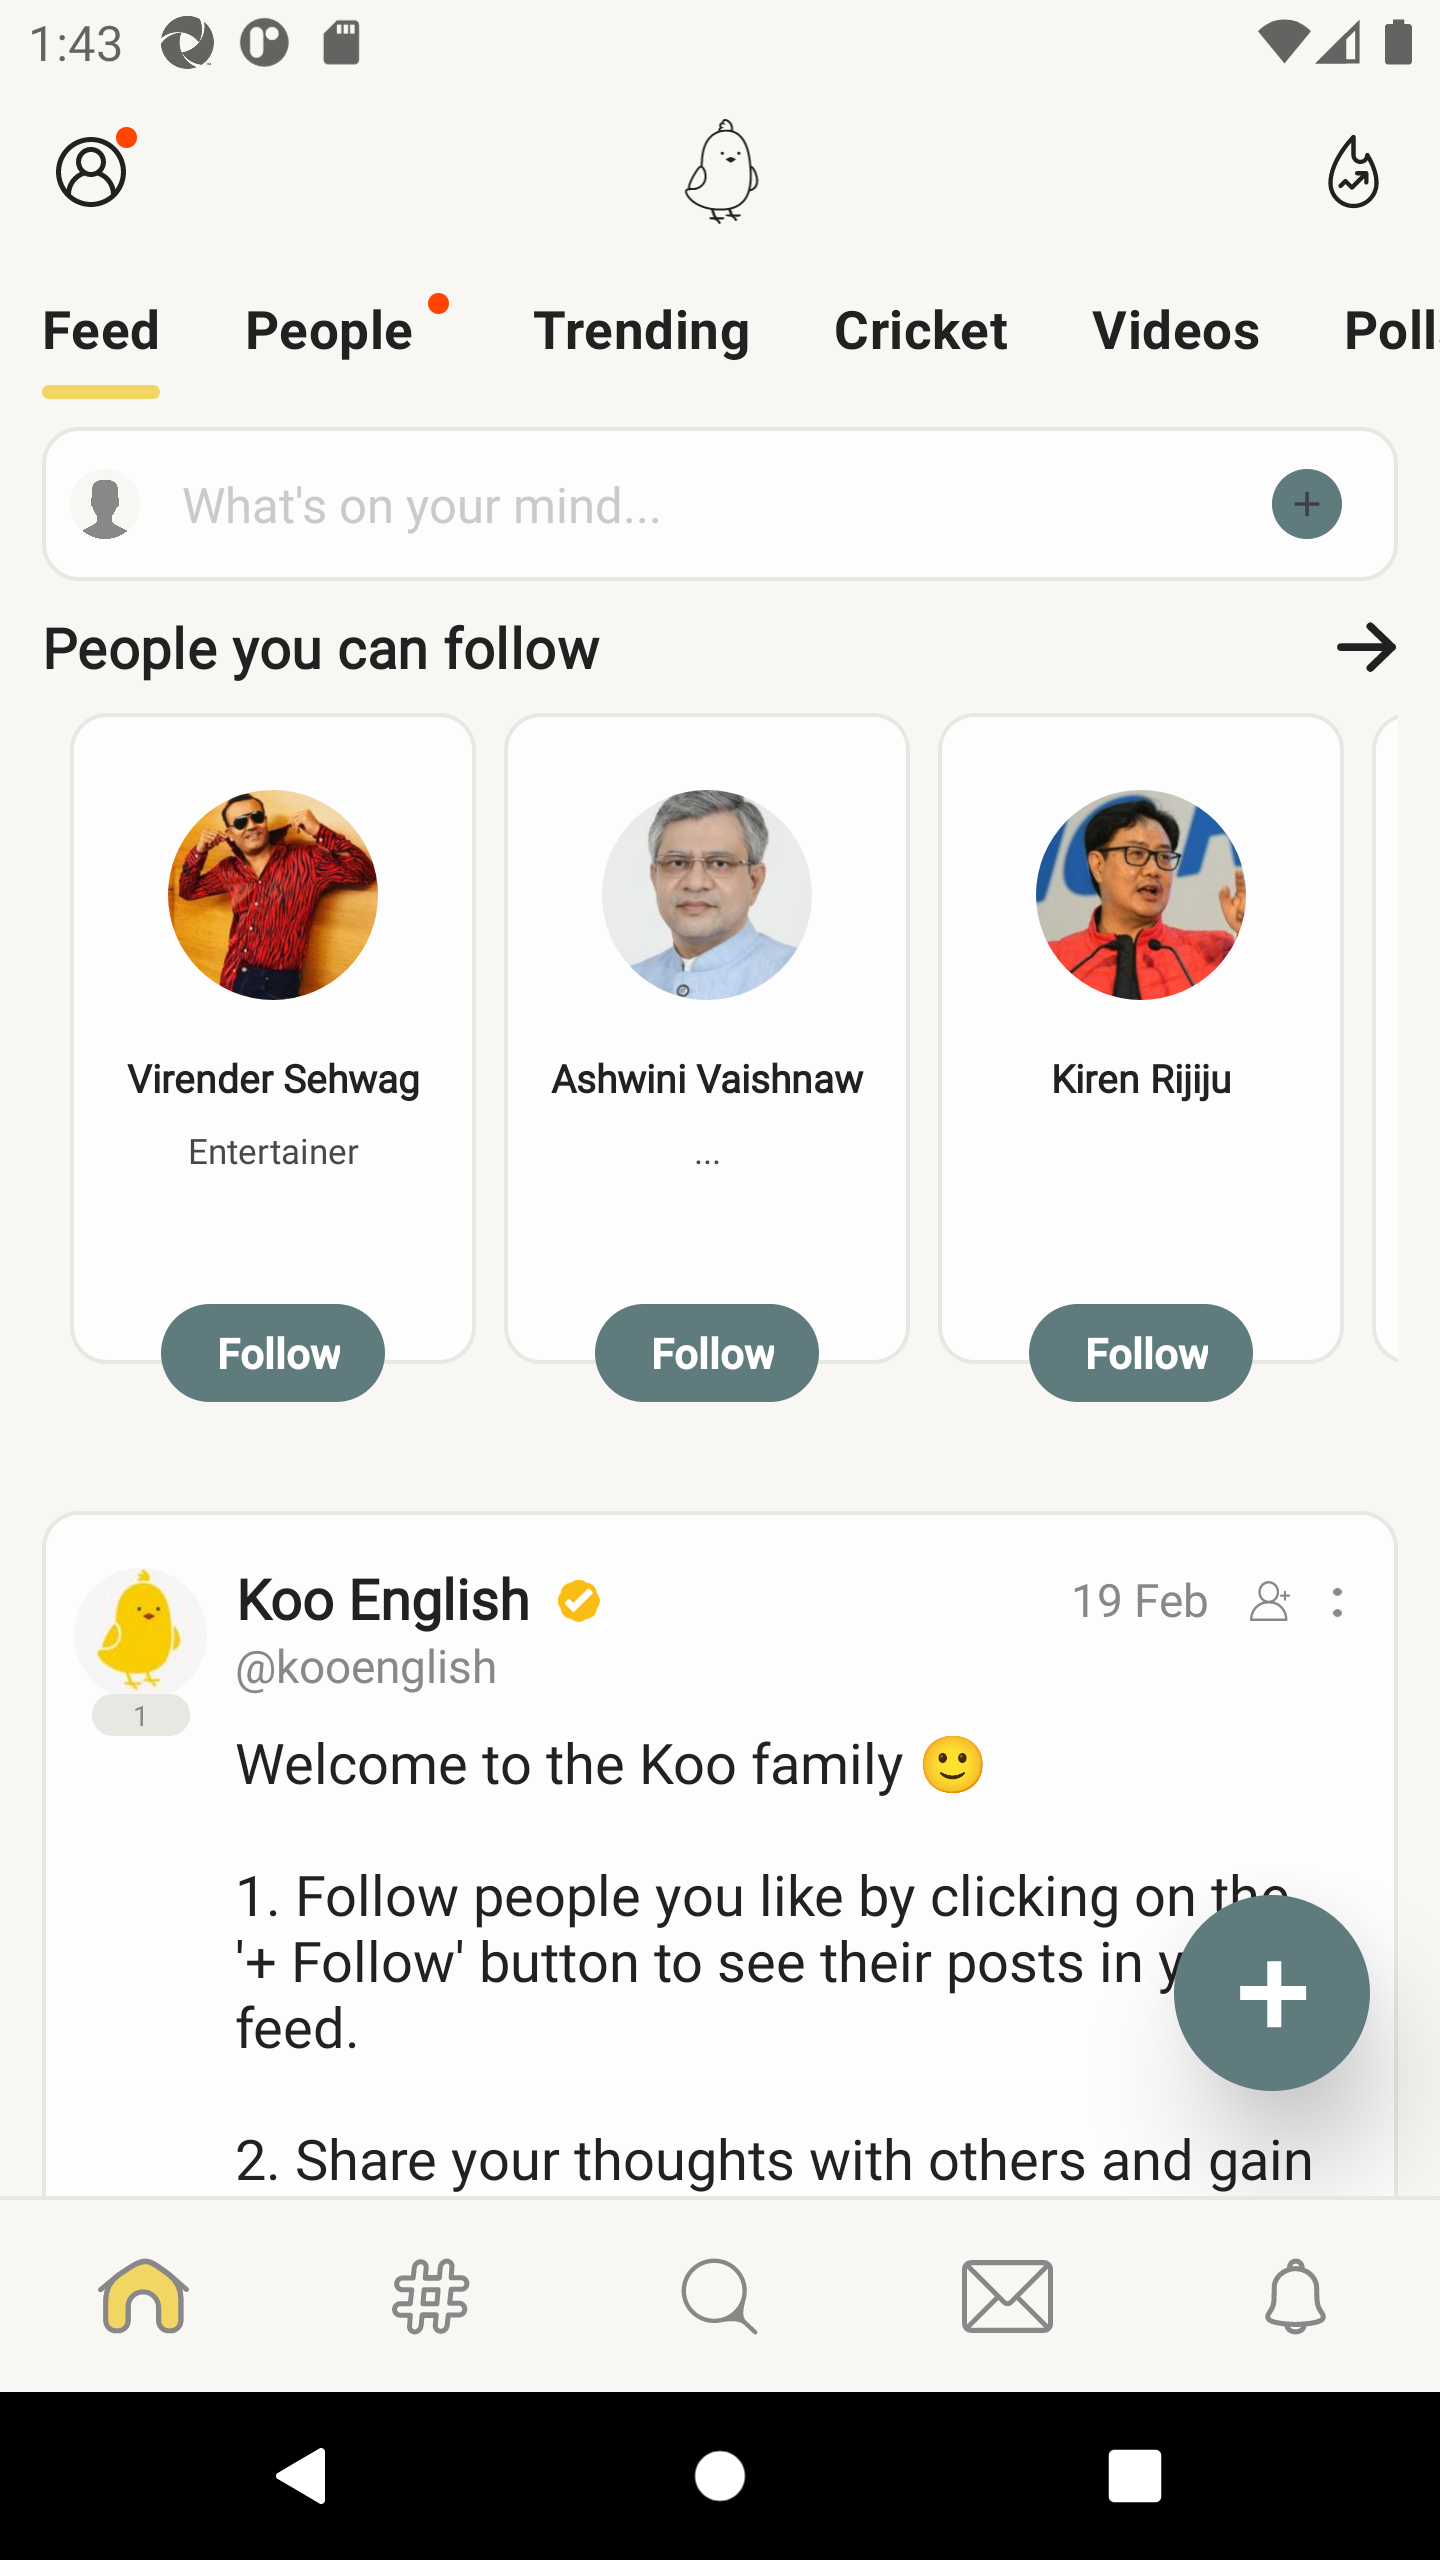 1:43
Feed People Trending Cricket Videos
What's on your mind...
People you can follow
Virender Sehwag
Entertainer
Follow
Ashwini Vaishnaw
...
Follow
Kiren Rijiju
Follow
Koo English
19 Feb
@kooenglish
1
Welcome to the Koo family 🙂
1. Follow people you like by clicking on the
'+ Follow' button to see their posts in
feed.
2. Share your thoughts with others and gain